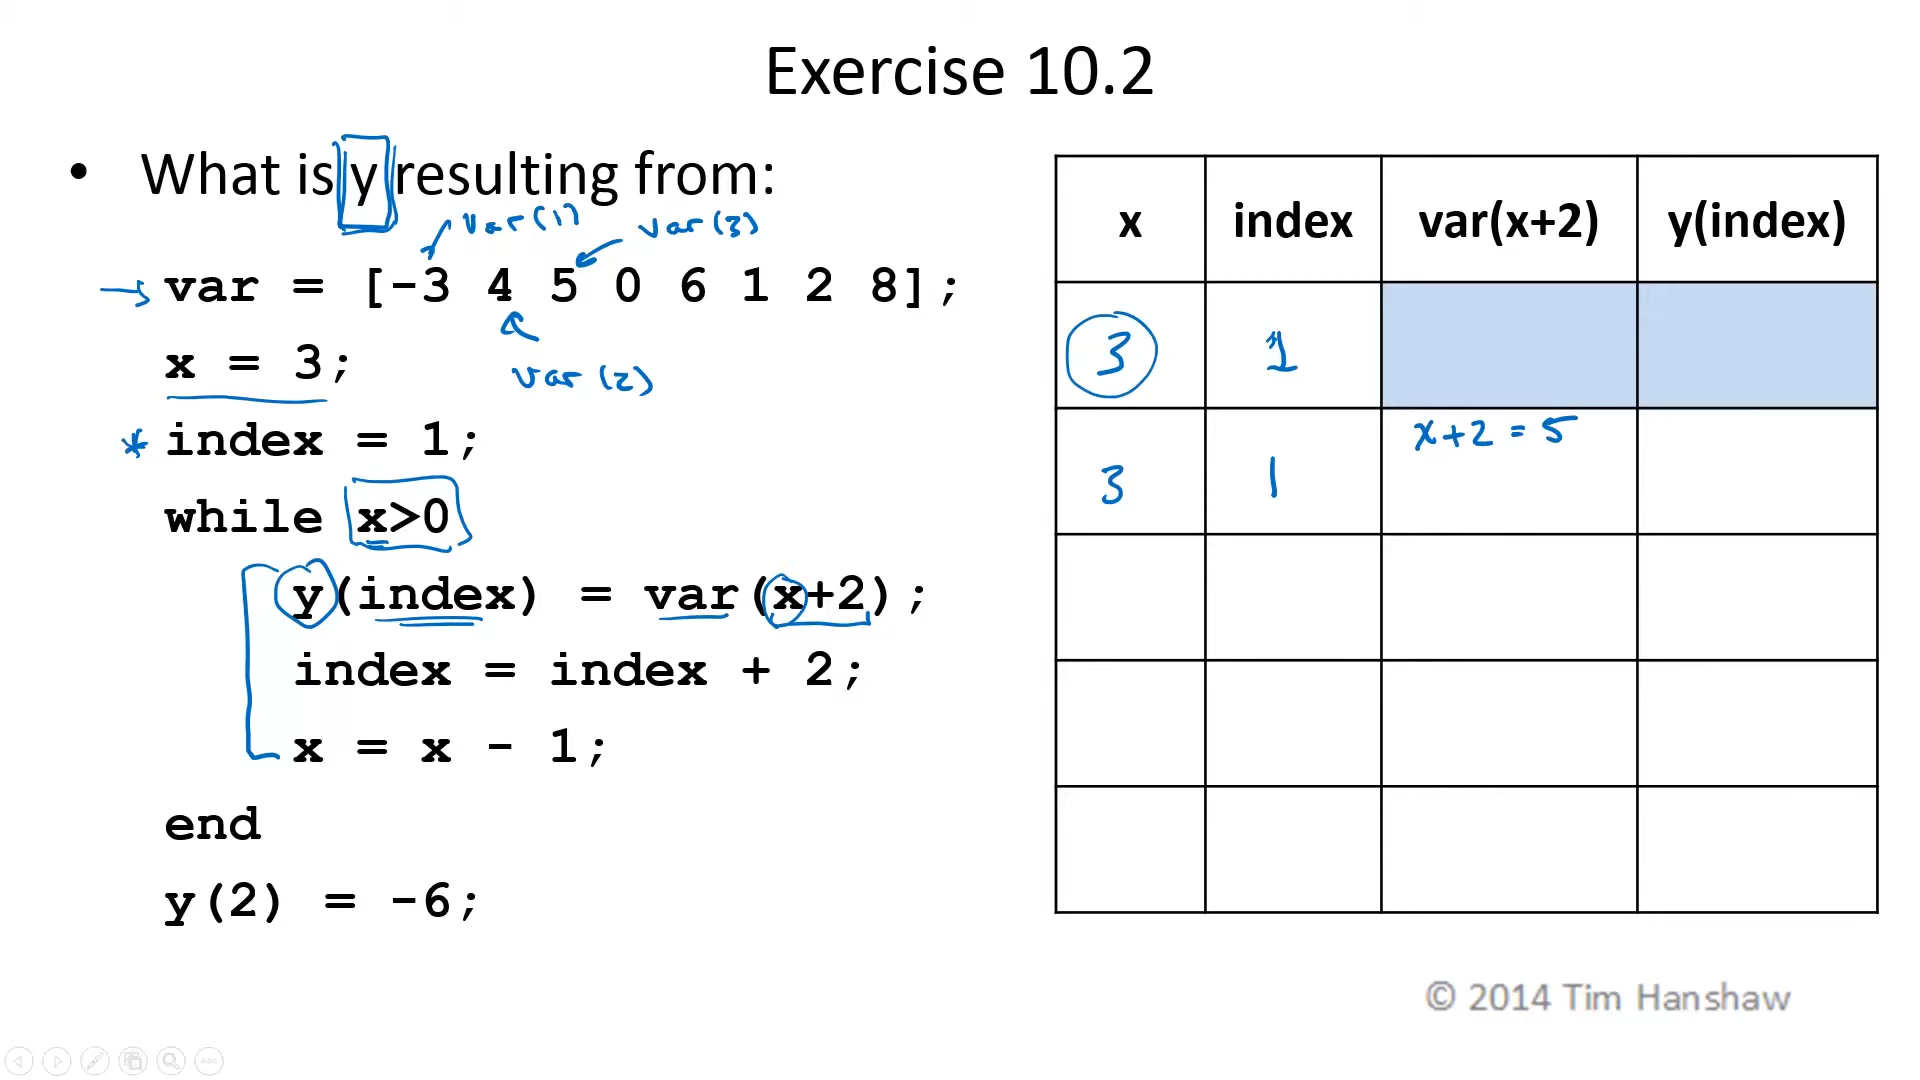 Exercise 10.2
• What is y resulting from:
var(1) var(3)
var = [-3 4 5 0 6 1 2 8];
x = 3;
var(2)
* index = 1;
while x>0
y(index) = var(x+2);
index = index + 2;
x = x - 1;
end
y(2) = -6;
x index var(x+2) y(index)
3 1
x+2 = 5
3 1
© 2014 Tim Hanshaw